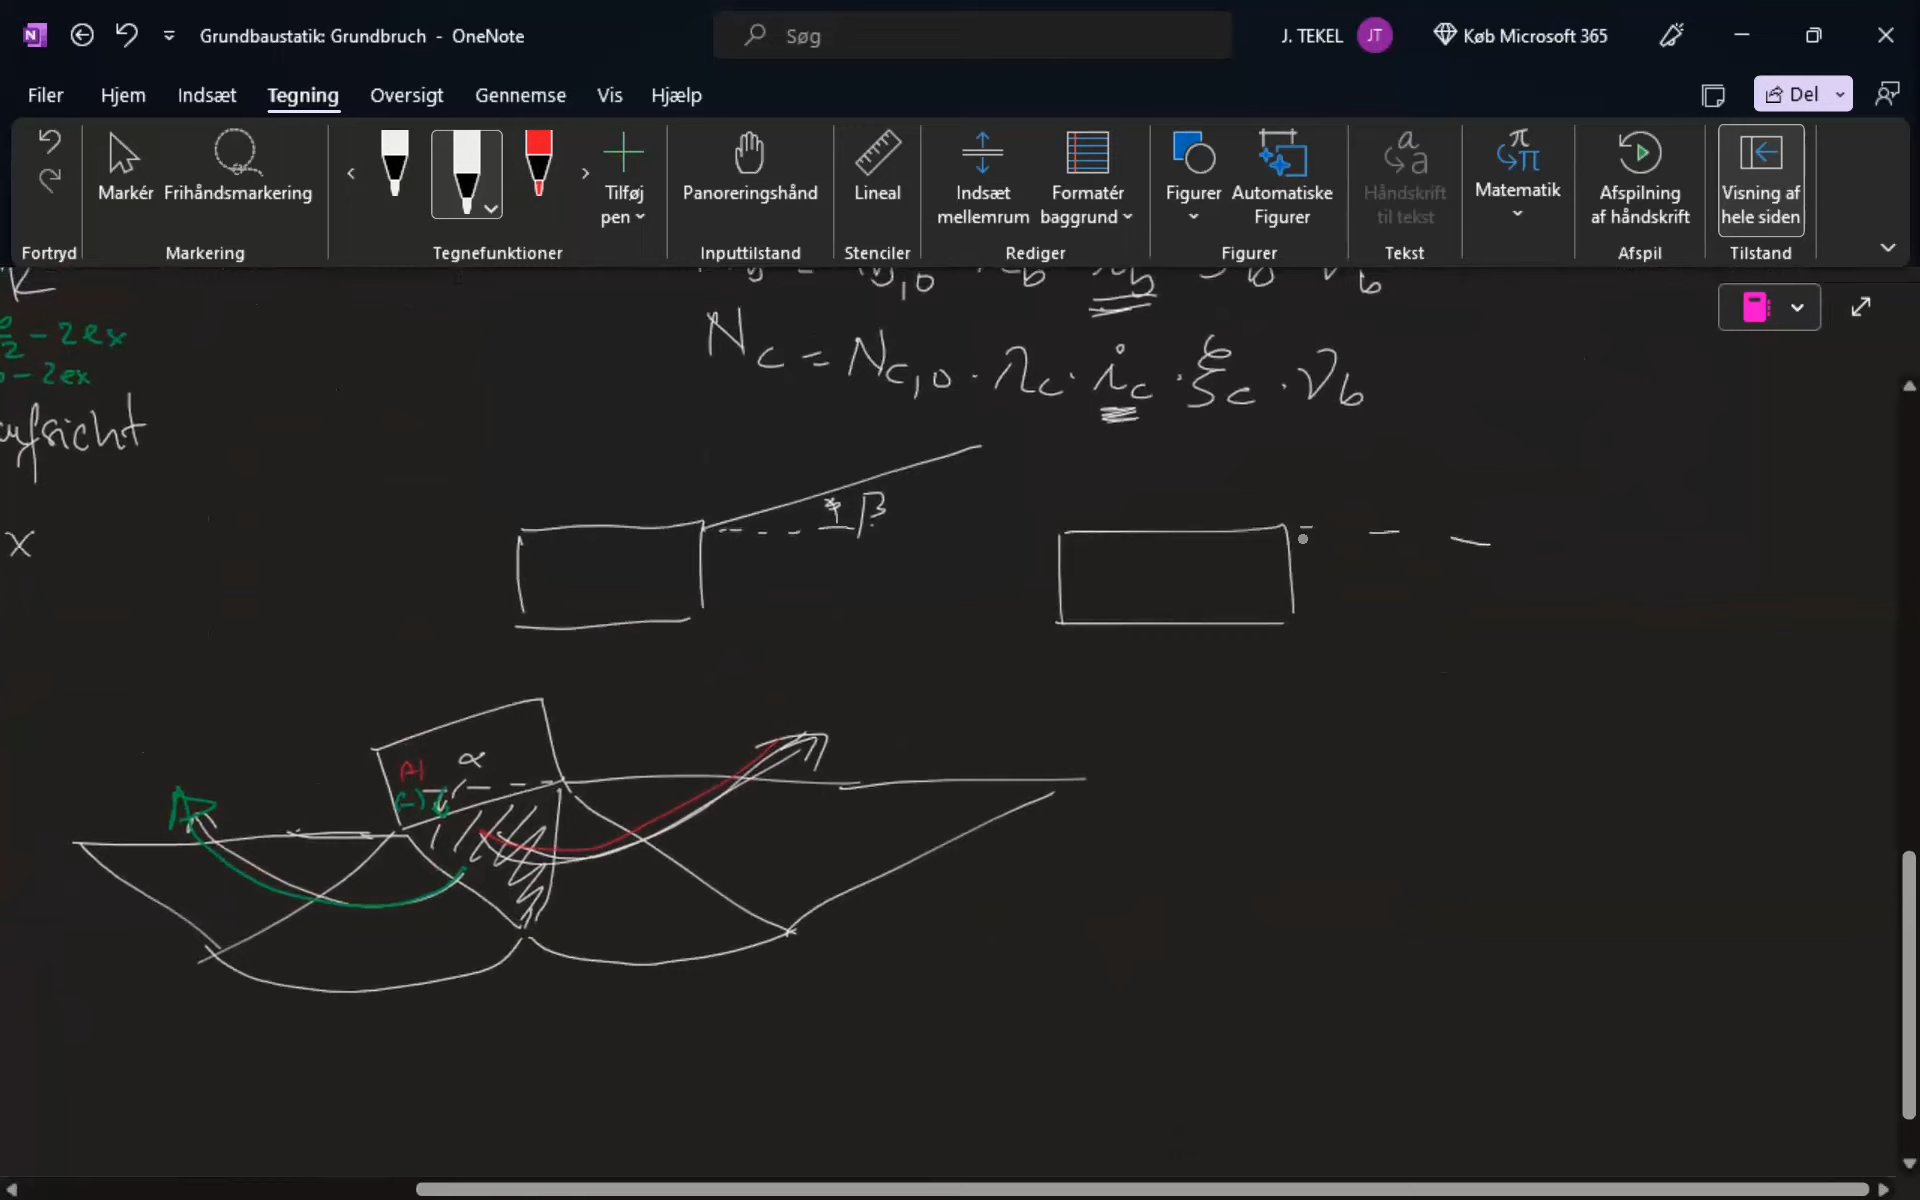 Grundbaustatik: Grundbruch - OneNote
Søg
J. TEKEL
JT
Køb Microsoft 365
Filer Hjem Indsæt Tegning Oversigt Gennemse Vis Hjælp
Del
Markér
Frihåndsmarkering
Tilføj pen
Panoreringshånd
Lineal
Indsæt mellemrum
Formatér baggrund
Figurer
Automatiske Figurer
Håndskrift til tekst
Matematik
Afspilning af håndskrift
Visning af hele siden
Fortryd
Markering
Tegnefunktioner
Inputtilstand
Stenciler
Rediger
Figurer
Tekst
Afspil
Tilstand
N_c = N_c,0 · λ_c · i_c · ξ_c · ν_b
- 2ex
- 2ex
ufsicht
x
β
α